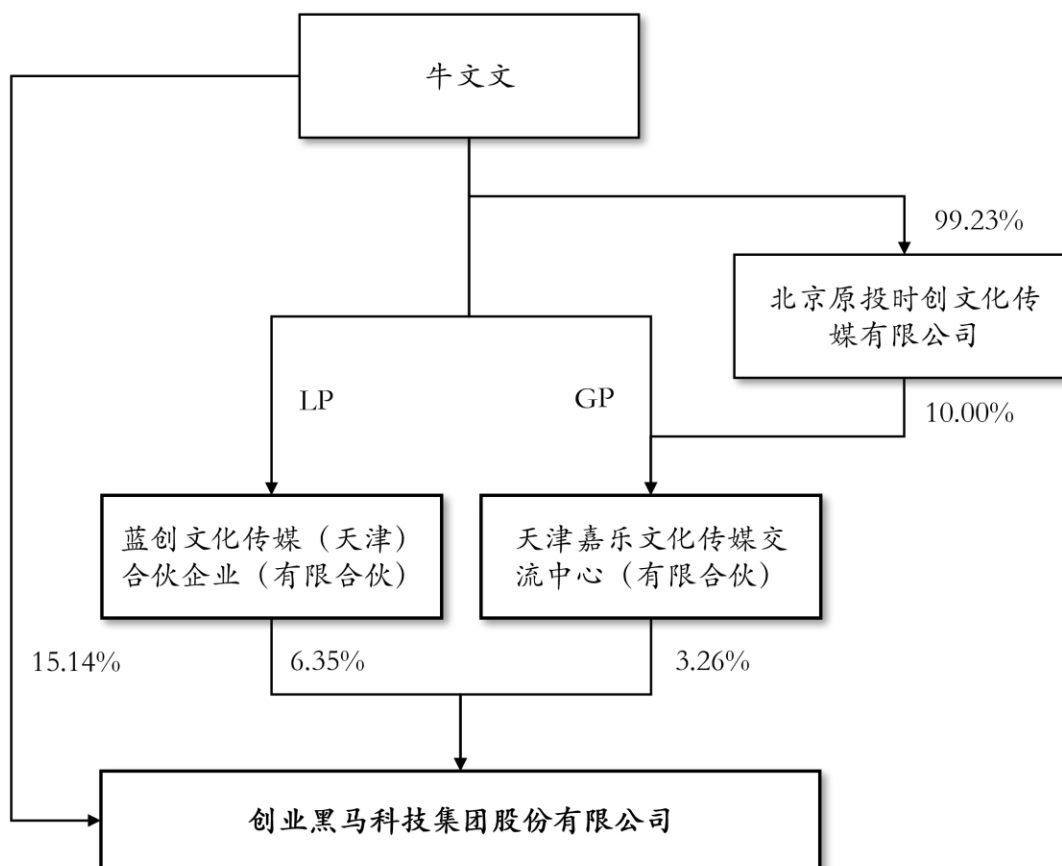 牛文文
99.23%
北京原投时创文化传
媒有限公司
LP
GP
10.00%
蓝创文化传媒（天津）
合伙企业（有限合伙）
天津嘉乐文化传媒交
流中心（有限合伙）
15.14%
6.35%
3.26%
创业黑马科技集团股份有限公司